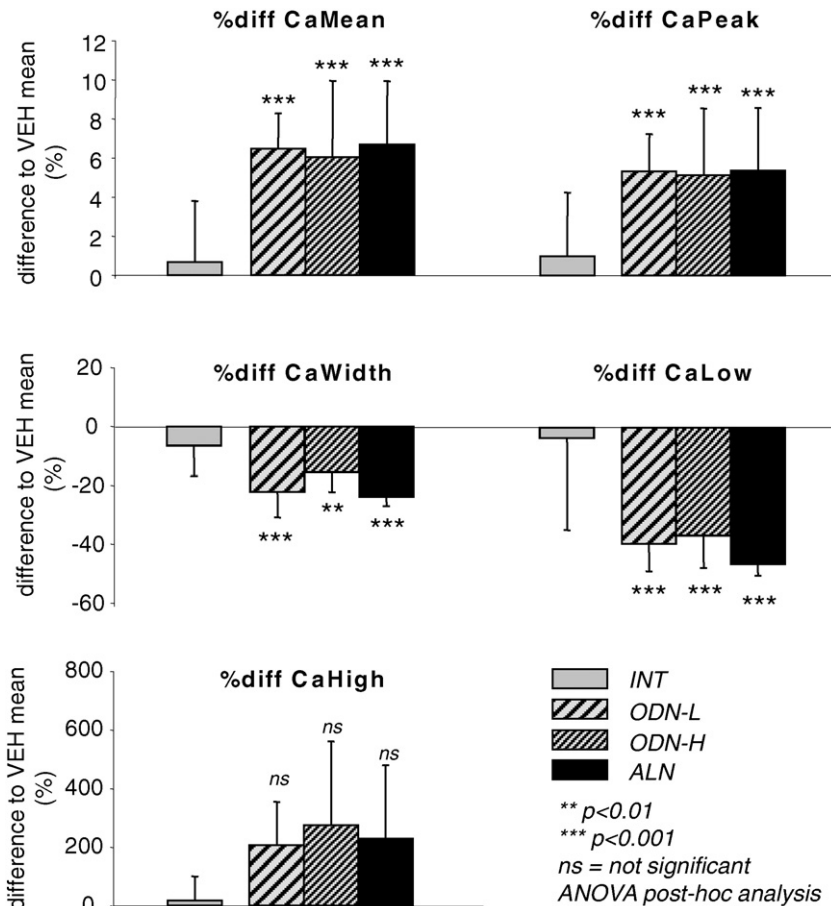 %diff CaMean
%diff CaPeak
difference to VEH mean
(%)
12
10
8
6
4
2
0
***
***
***
***
***
***
%diff CaWidth
%diff CaLow
difference to VEH mean
(%)
20
0
-20
-40
-60
***
**
***
***
***
***
%diff CaHigh
difference to VEH mean
(%)
800
600
400
200
0
ns
ns
ns
INT
ODN-L
ODN-H
ALN
** p<0.01
*** p<0.001
ns = not significant
ANOVA post-hoc analysis